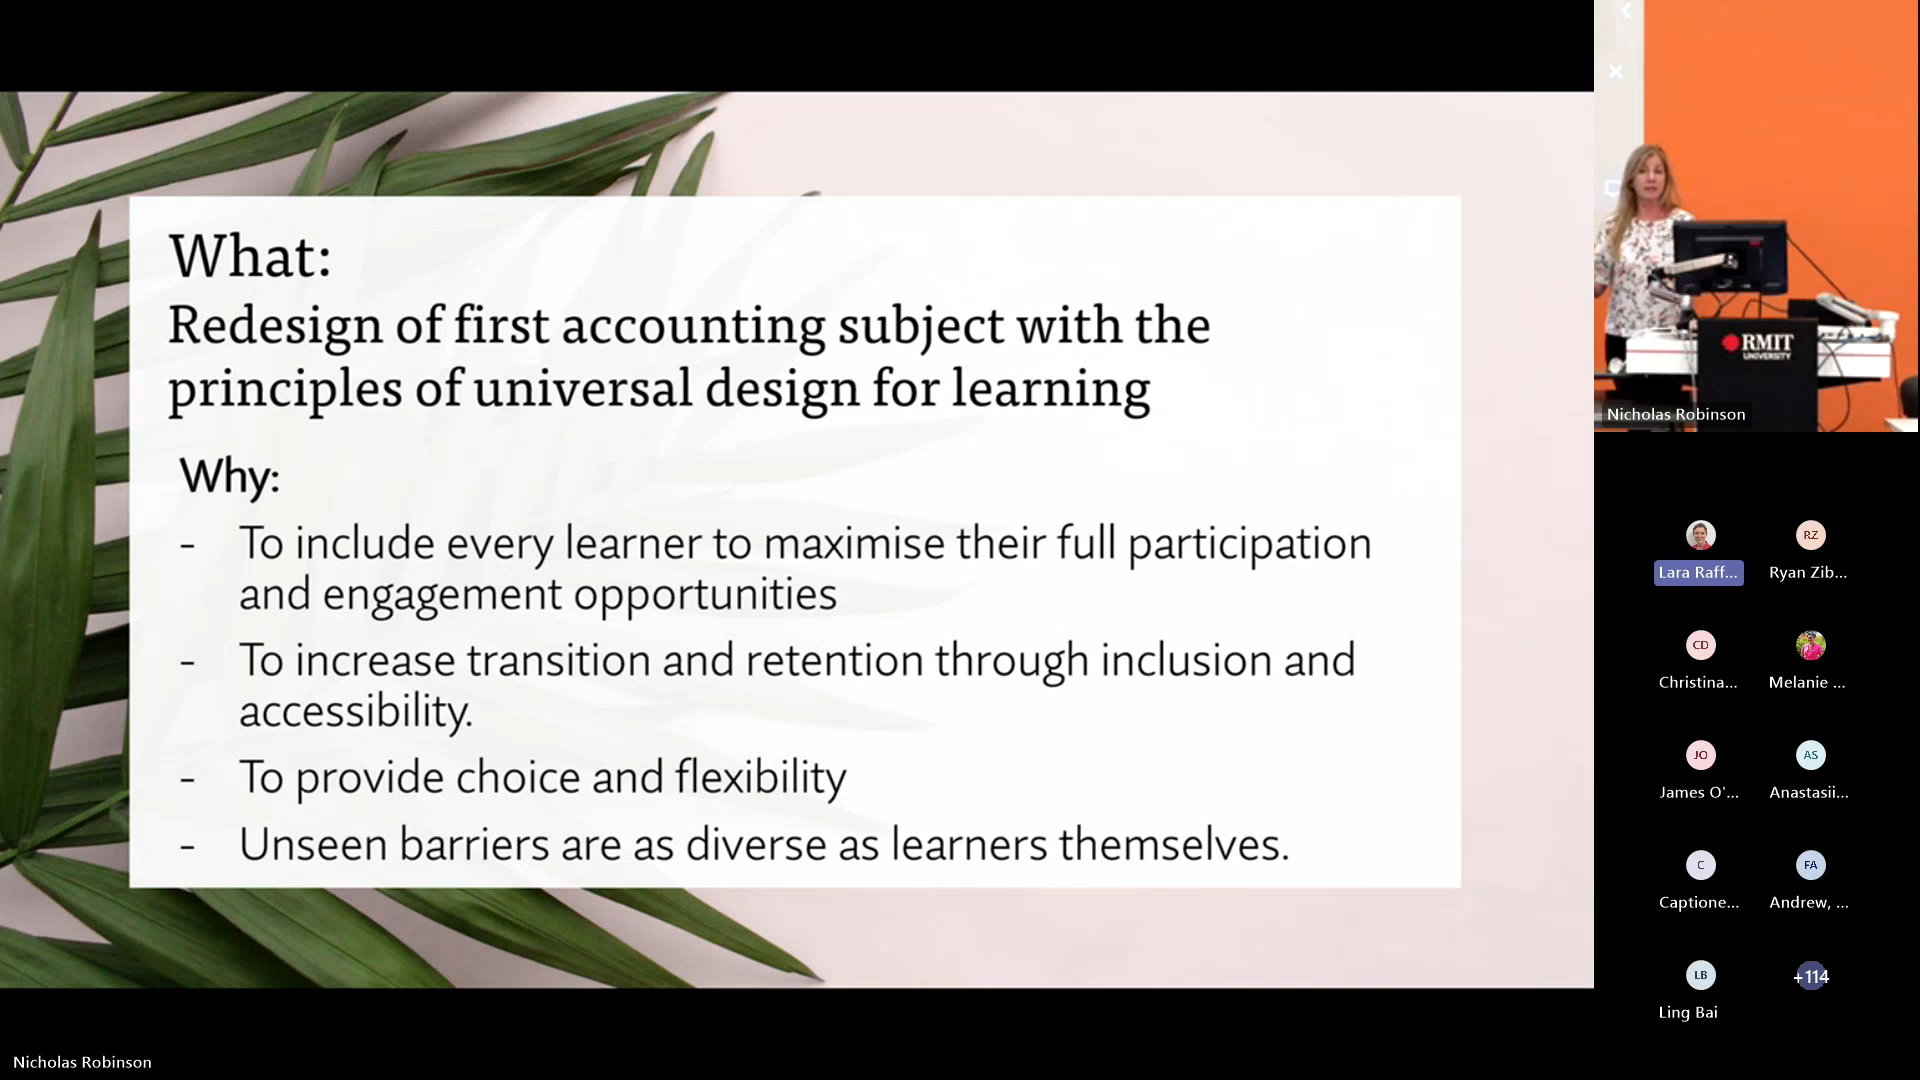 What:
Redesign of first accounting subject with the
principles of universal design for learning
Why:
- To include every learner to maximise their full participation
and engagement opportunities
- To increase transition and retention through inclusion and
accessibility.
- To provide choice and flexibility
- Unseen barriers are as diverse as learners themselves.
RMIT
UNIVERSITY
Nicholas Robinson
Lara Raff...
RZ
Ryan Zib...
CD
Christina...
Melanie ...
JO
James O'...
AS
Anastasii...
C
Captione...
FA
Andrew, ...
LB
Ling Bai
+114
Nicholas Robinson